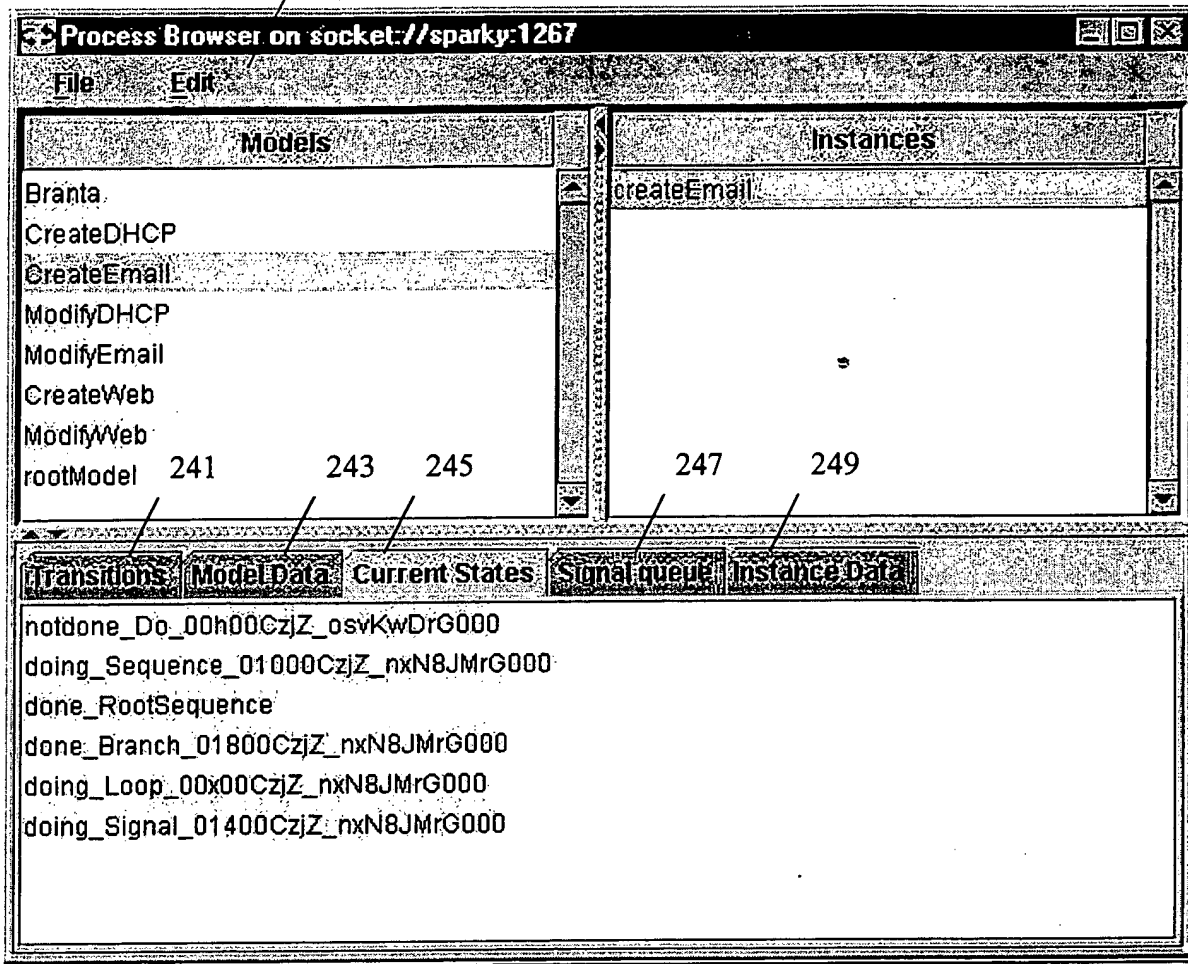 Process Browser on socket://sparky:1267
File Edit
Models
Branta
CreateDHCP
CreateEmail
ModifyDHCP
ModifyEmail
CreateWeb
ModifyWeb
rootModel
Instances
createEmail
241 243 245 247 249
Transitions Model Data Current States Signal queue Instance Data
notdone_Do_00h00CzjZ_osvKwDrG000
doing_Sequence_01000CzjZ_nxN8JMrG000
done_RootSequence
done_Branch_01800CzjZ_nxN8JMrG000
doing_Loop_00x00CzjZ_nxN8JMrG000
doing_Signal_01400CzjZ_nxN8JMrG000